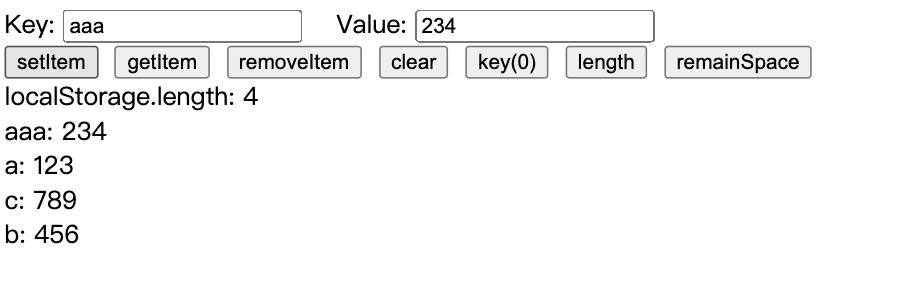 Key: aaa Value: 234
setItem getItem removeItem clear key(0) length remainSpace
localStorage.length: 4
aaa: 234
a: 123
c: 789
b: 456